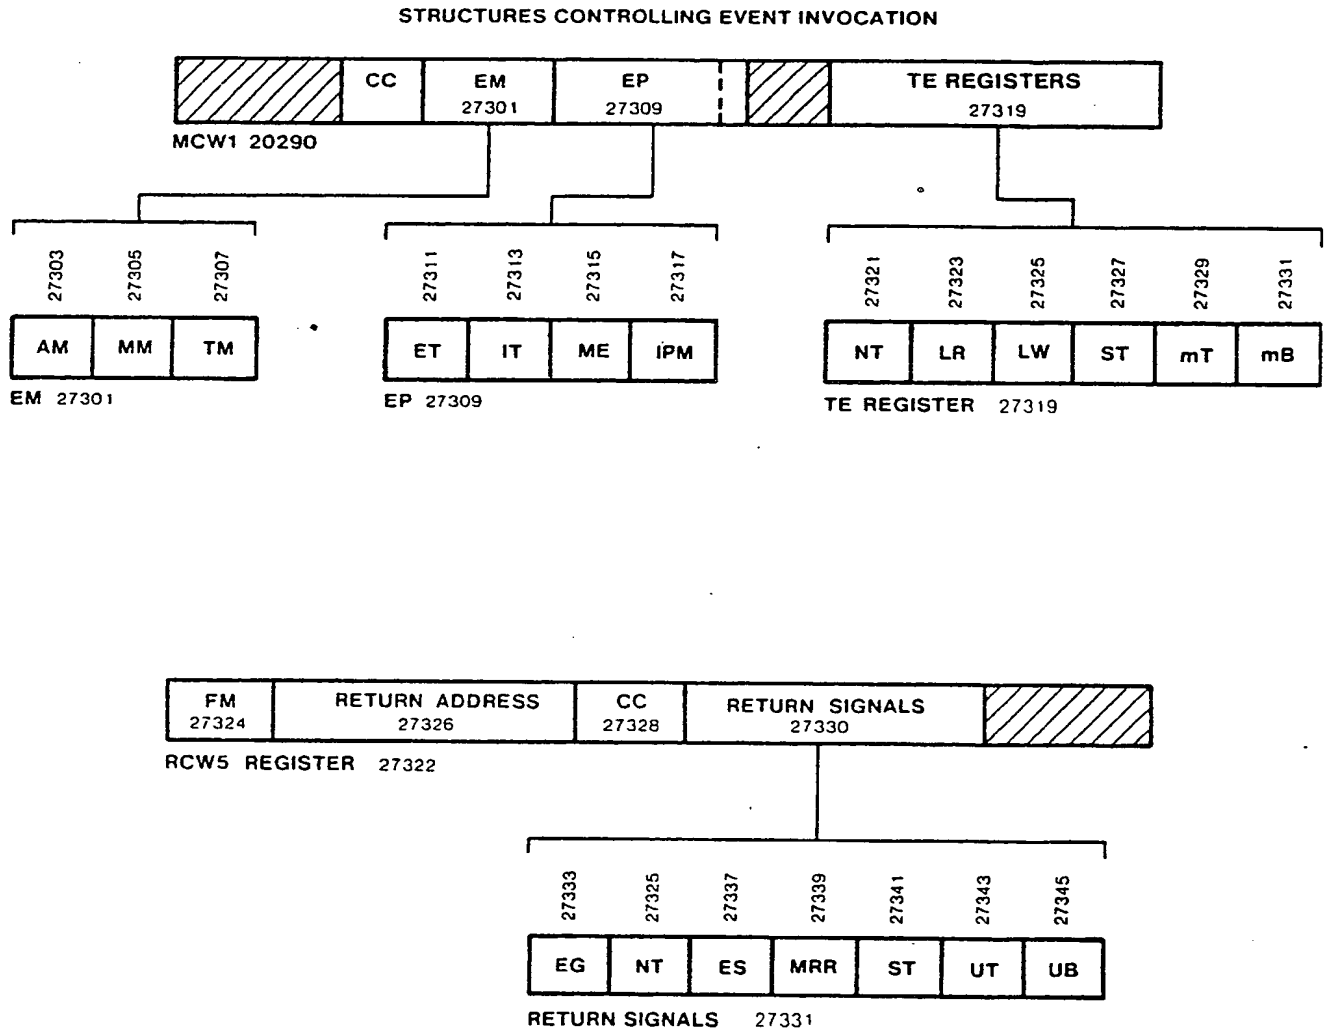 STRUCTURES CONTROLLING EVENT INVOCATION
CC EM EP TE REGISTERS
27301 27309 27319
MCW1 20290
27303 27305 27307 27311 27313 27315 27317 27321 27323 27325 27327 27329 27331
AM MM TM ET IT ME IPM NT LR LW ST mT mB
EM 27301 EP 27309 TE REGISTER 27319
FM RETURN ADDRESS CC RETURN SIGNALS
27324 27326 27328 27330
RCW5 REGISTER 27322
27333 27325 27337 27339 27341 27343 27345
EG NT ES MRR ST UT UB
RETURN SIGNALS 27331